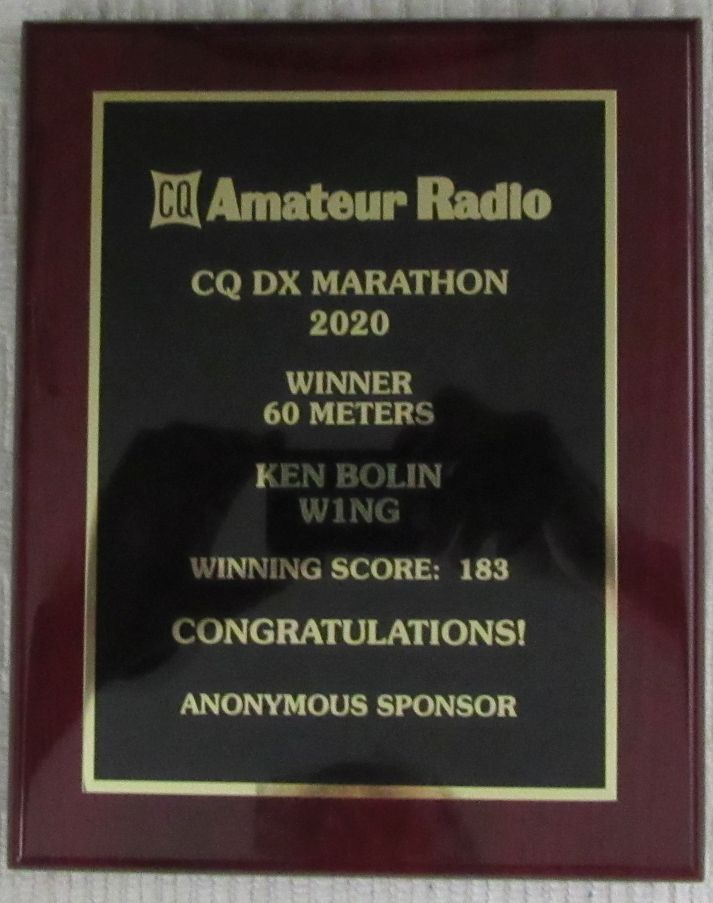 CQ Amateur Radio
CQ DX MARATHON
2020
WINNER
60 METERS
KEN BOLIN
W1NG
WINNING SCORE: 183
CONGRATULATIONS!
ANONYMOUS SPONSOR